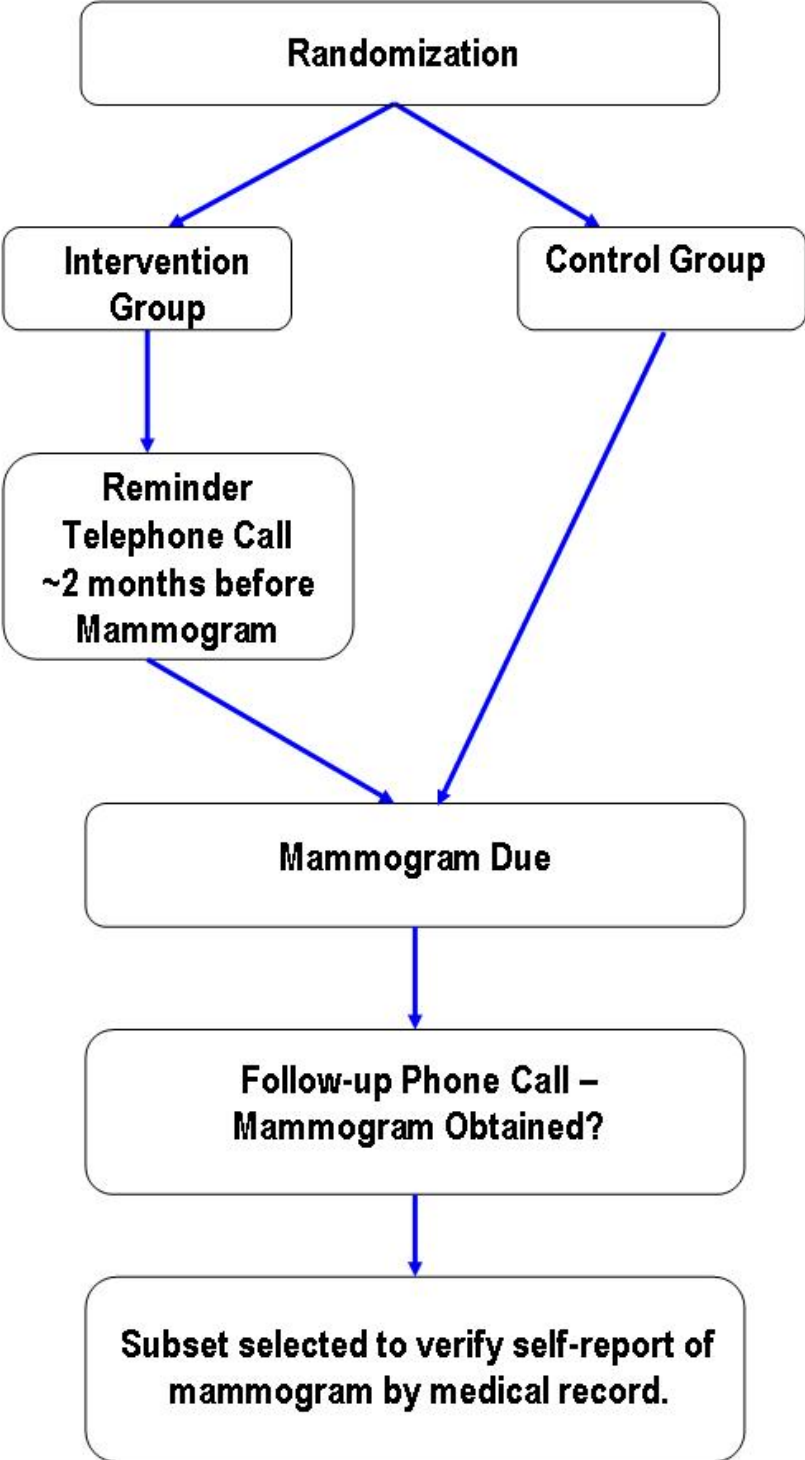 Randomization
Intervention
Group
Control Group
Reminder
Telephone Call
~2 months before
Mammogram
Mammogram Due
Follow-up Phone Call –
Mammogram Obtained?
Subset selected to verify self-report of
mammogram by medical record.